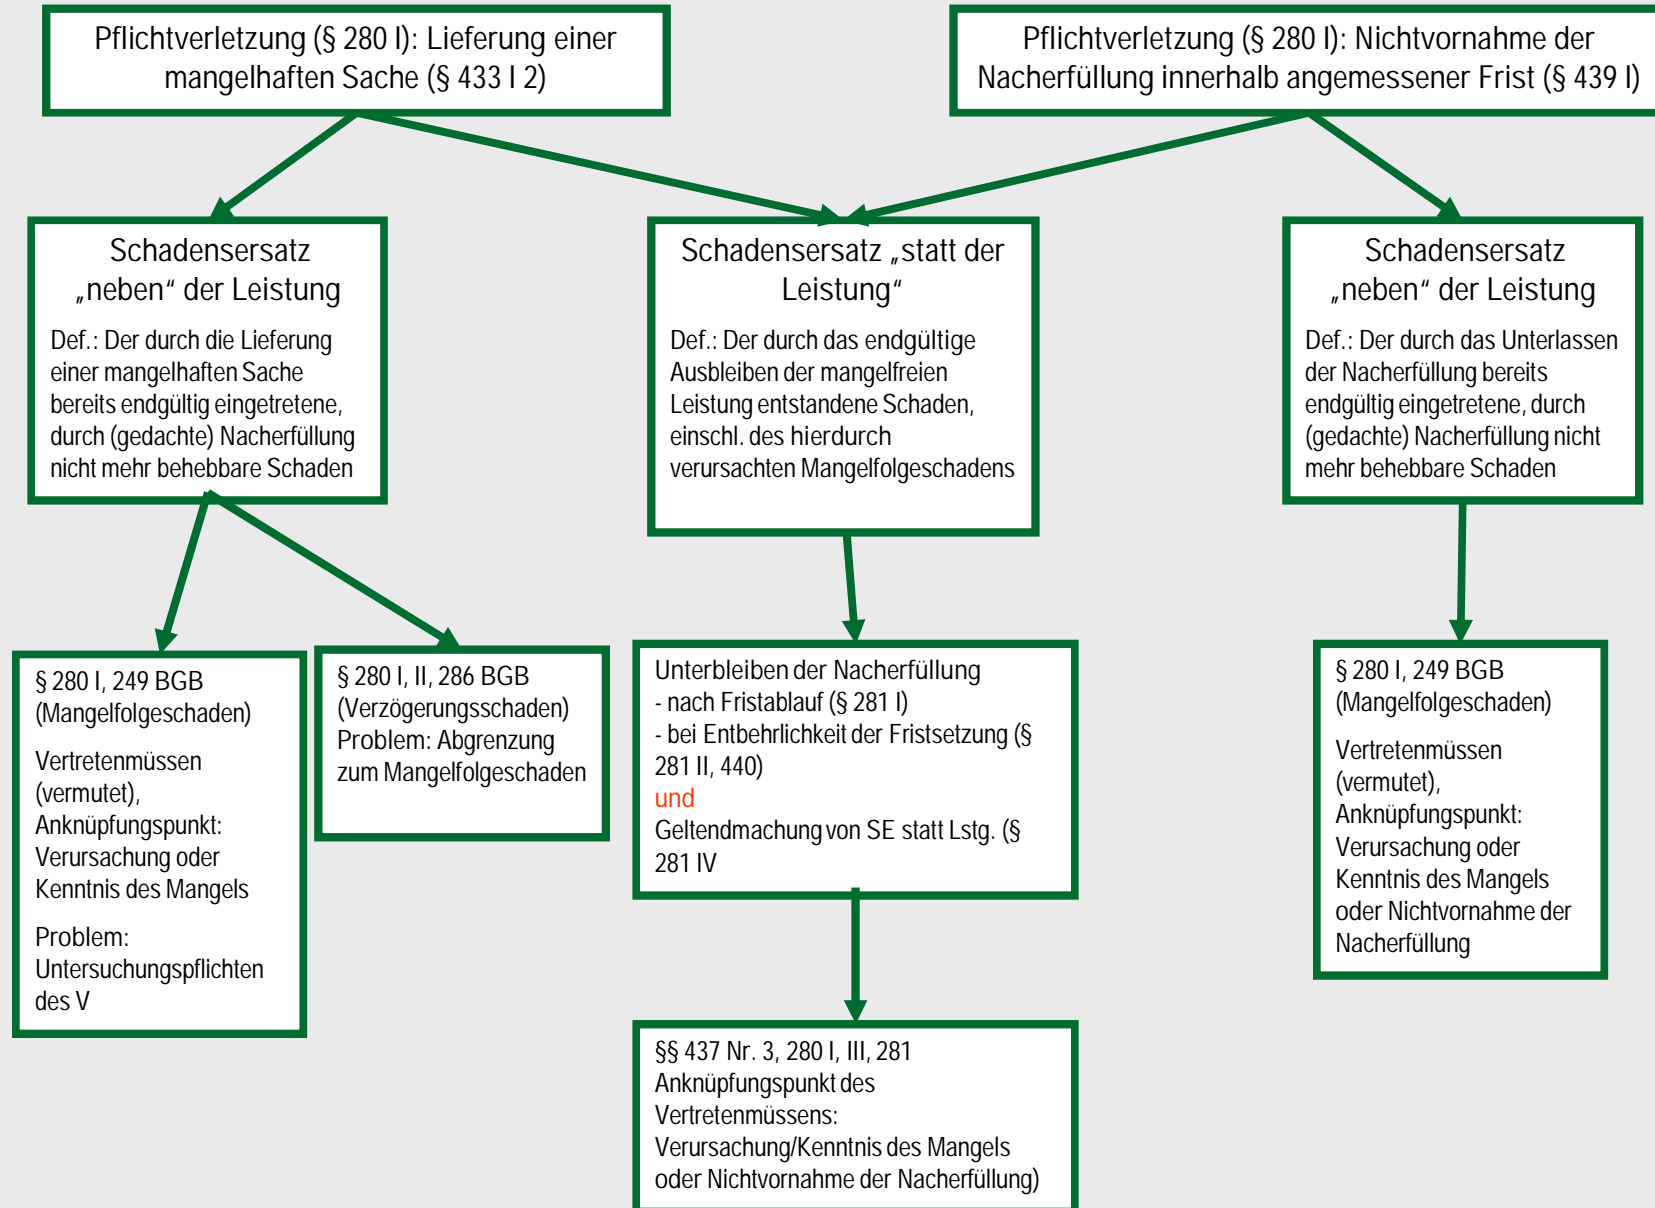 Pflichtverletzung (§ 280 I): Lieferung einer
mangelhaften Sache (§ 433 I 2)
Pflichtverletzung (§ 280 I): Nichtvornahme der
Nacherfüllung innerhalb angemessener Frist (§ 439 I)
Schadensersatz
„neben“ der Leistung
Def.: Der durch die Lieferung
einer mangelhaften Sache
bereits endgültig eingetretene,
durch (gedachte) Nacherfüllung
nicht mehr behebbare Schaden
Schadensersatz „statt der
Leistung“
Def.: Der durch das endgültige
Ausbleiben der mangelfreien
Leistung entstandene Schaden,
einschl. des hierdurch
verursachten Mangelfolgeschadens
Schadensersatz
„neben“ der Leistung
Def.: Der durch das Unterlassen
der Nacherfüllung bereits
endgültig eingetretene, durch
(gedachte) Nacherfüllung nicht
mehr behebbare Schaden
§ 280 I, 249 BGB
(Mangelfolgeschaden)
Vertretenmüssen
(vermutet),
Anknüpfungspunkt:
Verursachung oder
Kenntnis des Mangels
Problem:
Untersuchungspflichten
des V
§ 280 I, II, 286 BGB
(Verzögerungsschaden)
Problem: Abgrenzung
zum Mangelfolgeschaden
Unterbleiben der Nacherfüllung
- nach Fristablauf (§ 281 I)
- bei Entbehrlichkeit der Fristsetzung (§
281 II, 440)
und
Geltendmachung von SE statt Lstg. (§
281 IV
§ 280 I, 249 BGB
(Mangelfolgeschaden)
Vertretenmüssen
(vermutet),
Anknüpfungspunkt:
Verursachung oder
Kenntnis des Mangels
oder Nichtvornahme der
Nacherfüllung
§§ 437 Nr. 3, 280 I, III, 281
Anknüpfungspunkt des
Vertretenmüssens:
Verursachung/Kenntnis des Mangels
oder Nichtvornahme der Nacherfüllung)